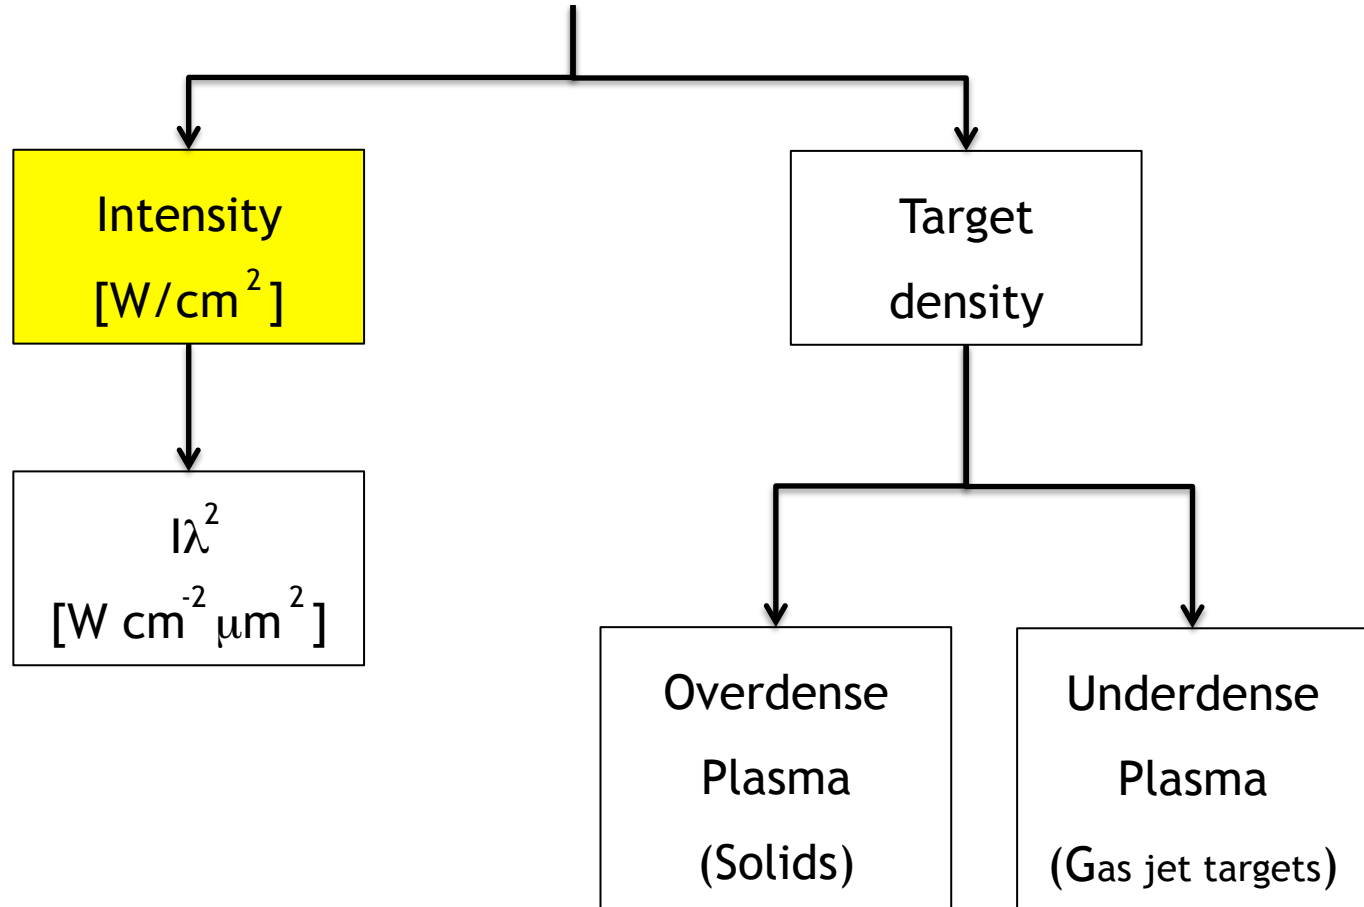 Intensity
[W/cm²]
Target
density
Iλ²
[W cm⁻² μm²]
Overdense
Plasma
(Solids)
Underdense
Plasma
(Gas jet targets)